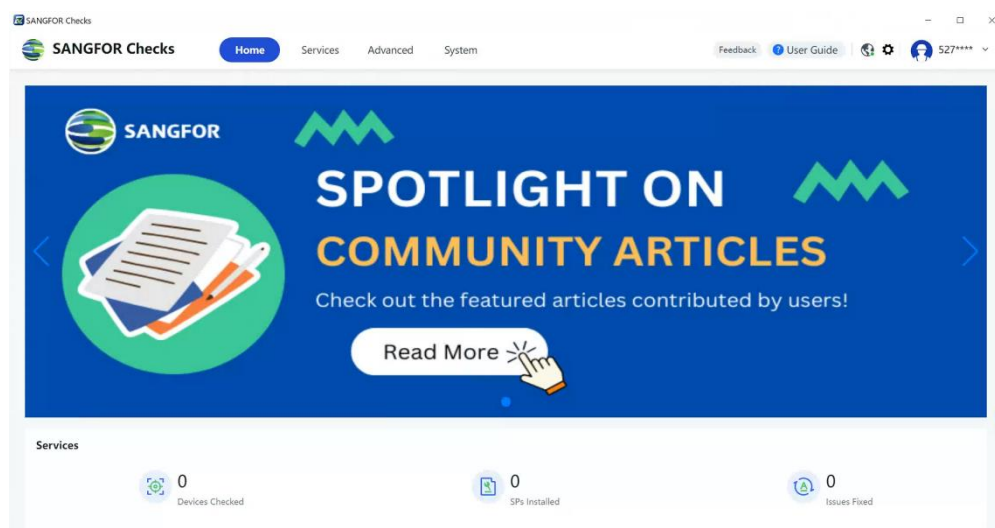 SANGFOR Checks
SANGFOR Checks Home Services Advanced System Feedback ? User Guide 527****
SANGFOR
SPOTLIGHT ON
COMMUNITY ARTICLES
Check out the featured articles contributed by users!
Read More
Services
0 0 0
Devices Checked SPs Installed Issues Fixed